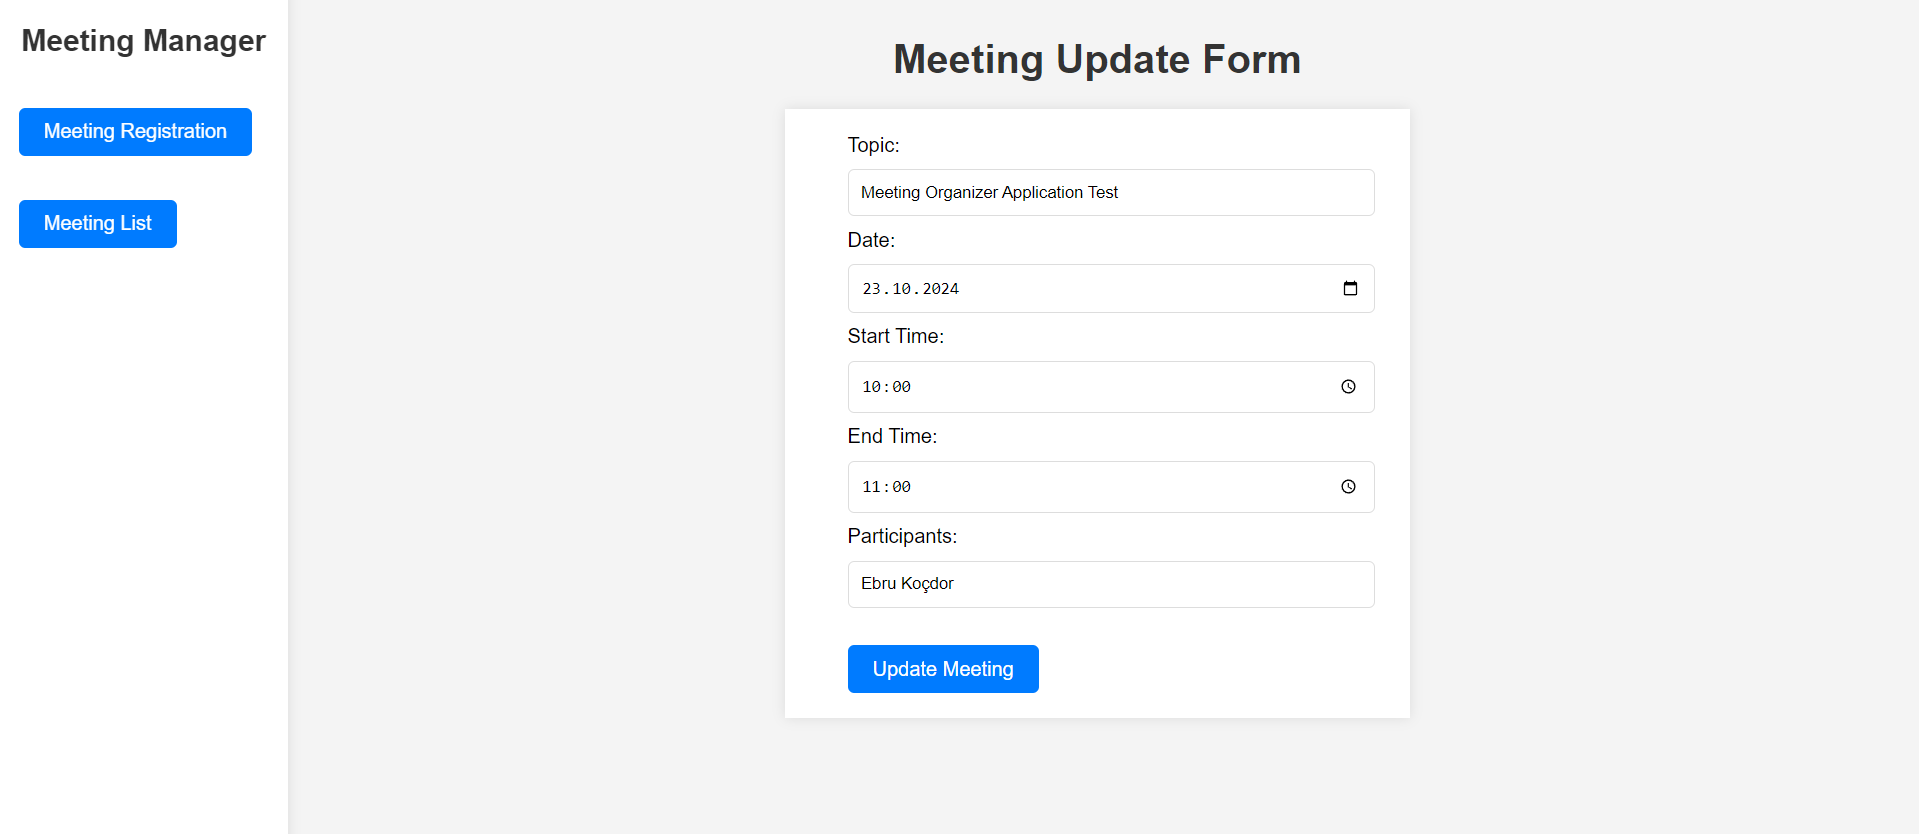 Meeting Manager
Meeting Registration
Meeting List
Meeting Update Form
Topic:
Meeting Organizer Application Test
Date:
23.10.2024
Start Time:
10:00
End Time:
11:00
Participants:
Ebru Koçdor
Update Meeting